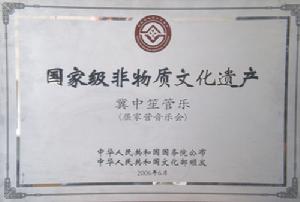 国家级非物质文化遗产
冀中笙管乐
(屈家营音乐会)
中华人民共和国国务院公布
中华人民共和国文化部颁发
2006年6月